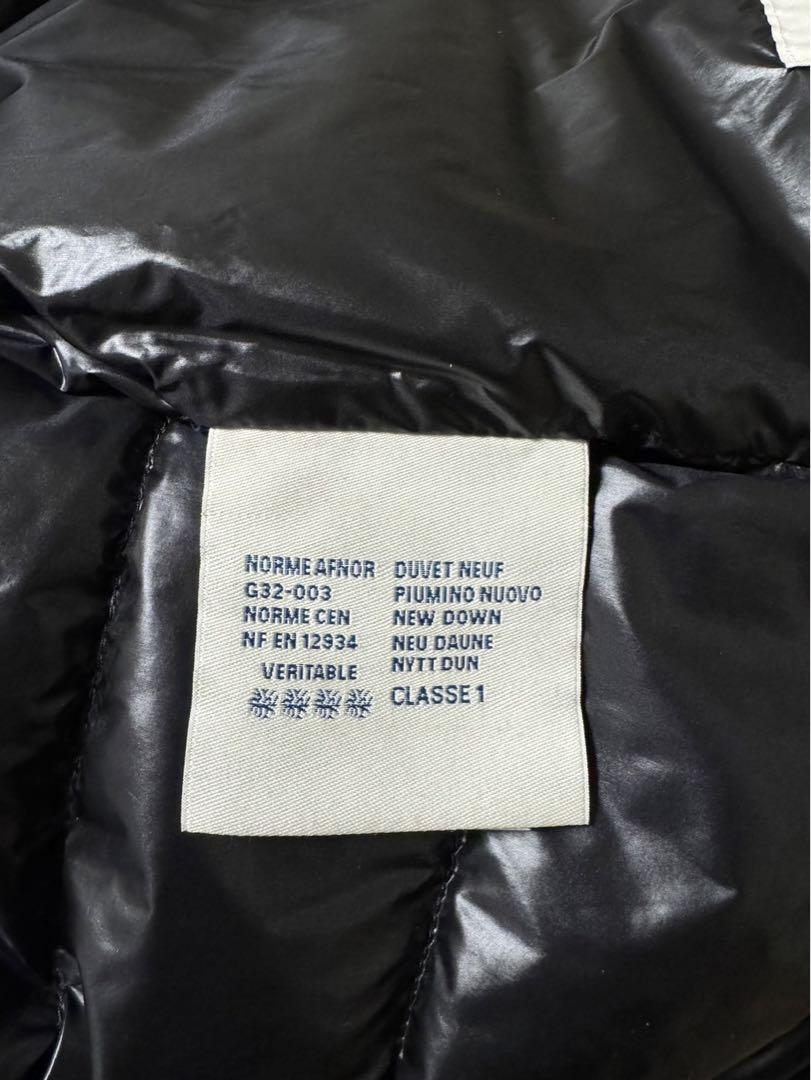 NORME AFNOR
G32-003
NORME CEN
NF EN 12934
VERITABLE
DUVET NEUF
PIUMINO NUOVO
NEW DOWN
NEU DAUNE
NYTT DUN
CLASSE 1